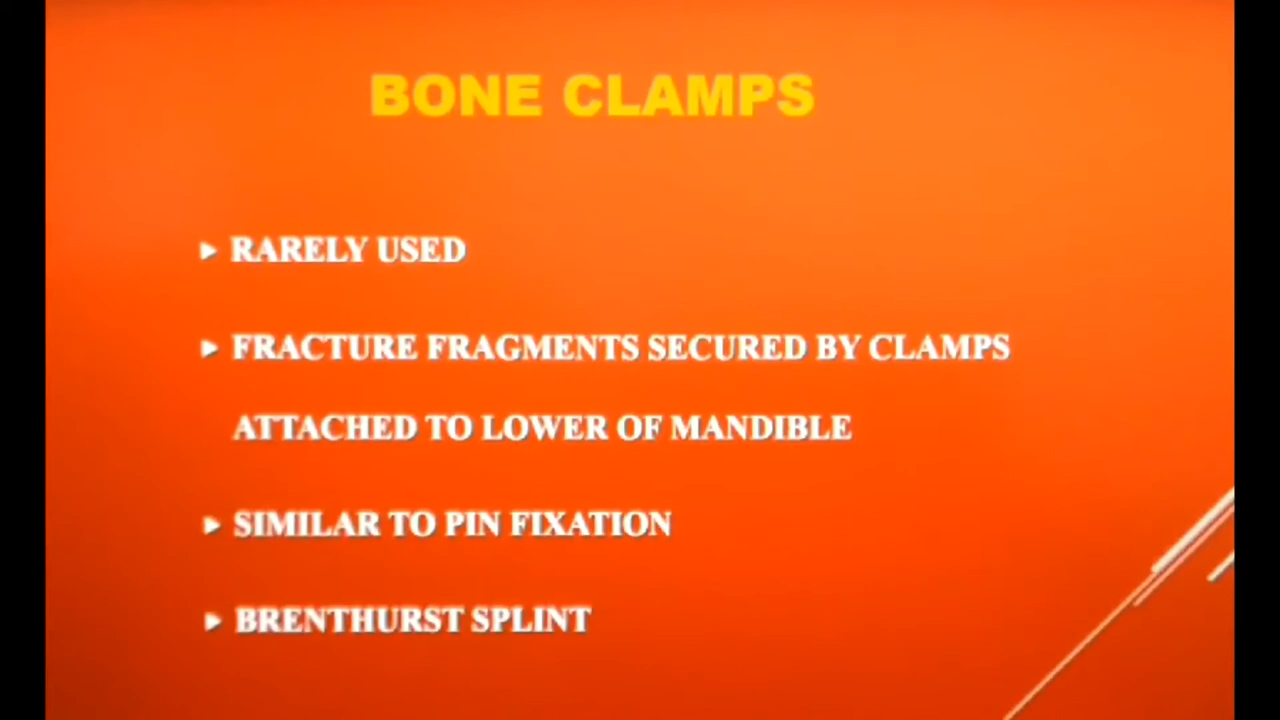 BONE CLAMPS
RARELY USED
FRACTURE FRAGMENTS SECURED BY CLAMPS
ATTACHED TO LOWER OF MANDIBLE
SIMILAR TO PIN FIXATION
BRENTHURST SPLINT